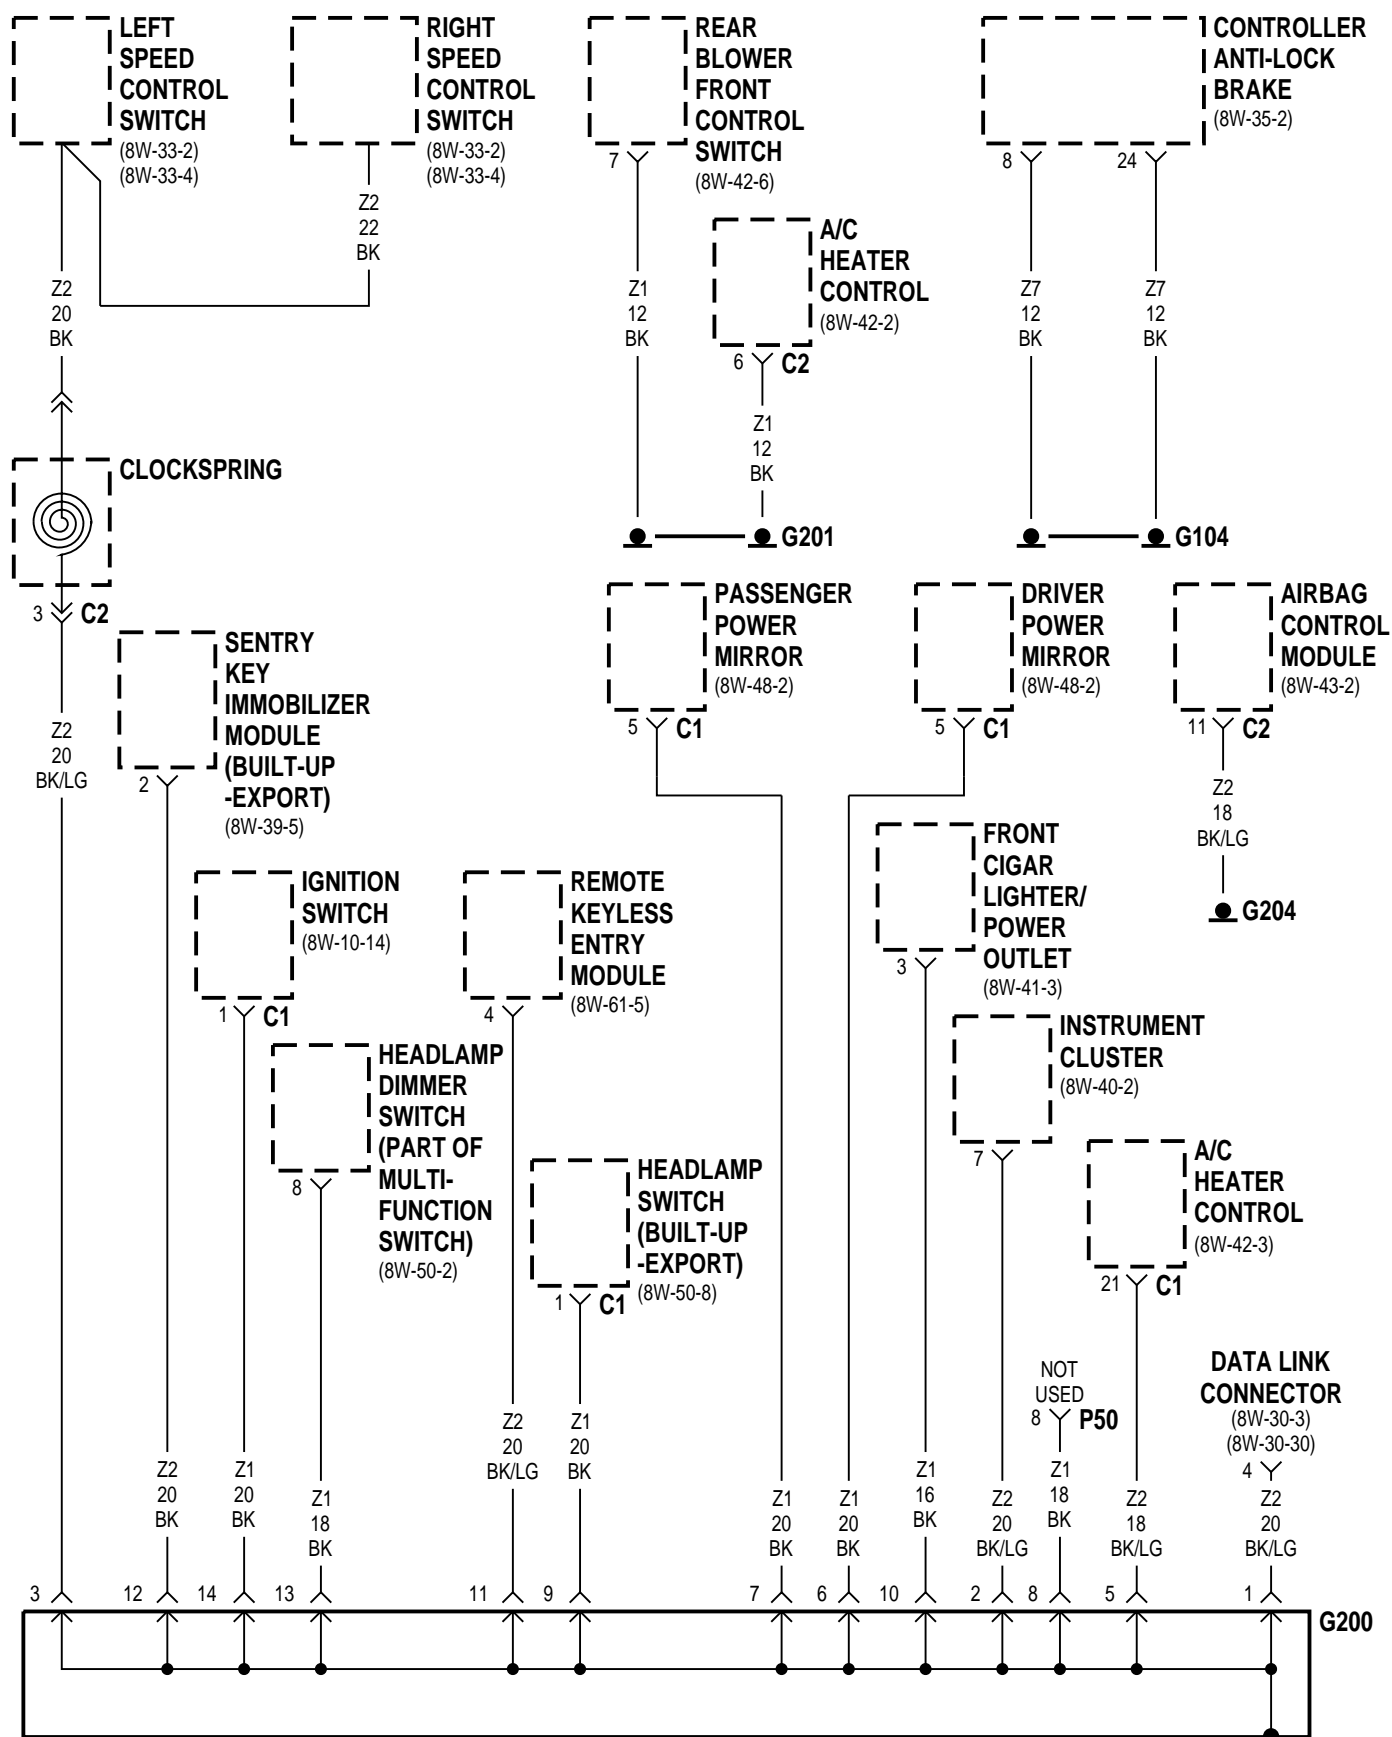 LEFT
SPEED
CONTROL
SWITCH
(8W-33-2)
(8W-33-4)
RIGHT
SPEED
CONTROL
SWITCH
(8W-33-2)
(8W-33-4)
REAR
BLOWER
FRONT
CONTROL
SWITCH
(8W-42-6)
CONTROLLER
ANTI-LOCK
BRAKE
(8W-35-2)
7
8
24
Z2
22
BK
A/C
HEATER
CONTROL
(8W-42-2)
Z2
20
BK
Z1
12
BK
Z7
12
BK
Z7
12
BK
6
C2
Z1
12
BK
CLOCKSPRING
G201
G104
3
C2
PASSENGER
POWER
MIRROR
(8W-48-2)
DRIVER
POWER
MIRROR
(8W-48-2)
AIRBAG
CONTROL
MODULE
(8W-43-2)
SENTRY
KEY
IMMOBILIZER
MODULE
(BUILT-UP
-EXPORT)
(8W-39-5)
5
C1
5
C1
11
C2
Z2
20
BK/LG
2
Z2
18
BK/LG
FRONT
CIGAR
LIGHTER/
POWER
OUTLET
(8W-41-3)
IGNITION
SWITCH
(8W-10-14)
REMOTE
KEYLESS
ENTRY
MODULE
(8W-61-5)
G204
3
1
C1
4
INSTRUMENT
CLUSTER
(8W-40-2)
HEADLAMP
DIMMER
SWITCH
(PART OF
MULTI-
FUNCTION
SWITCH)
(8W-50-2)
8
HEADLAMP
SWITCH
(BUILT-UP
-EXPORT)
(8W-50-8)
7
A/C
HEATER
CONTROL
(8W-42-3)
1
C1
21
C1
DATA LINK
CONNECTOR
(8W-30-3)
(8W-30-30)
NOT
USED
8
P50
4
Z2
20
BK
Z1
20
BK
Z1
18
BK
Z2
20
BK/LG
Z1
20
BK
Z1
20
BK
Z1
20
BK
Z1
16
BK
Z2
20
BK/LG
Z1
18
BK
Z2
18
BK/LG
Z2
20
BK/LG
3
12
14
13
11
9
7
6
10
2
8
5
1
G200